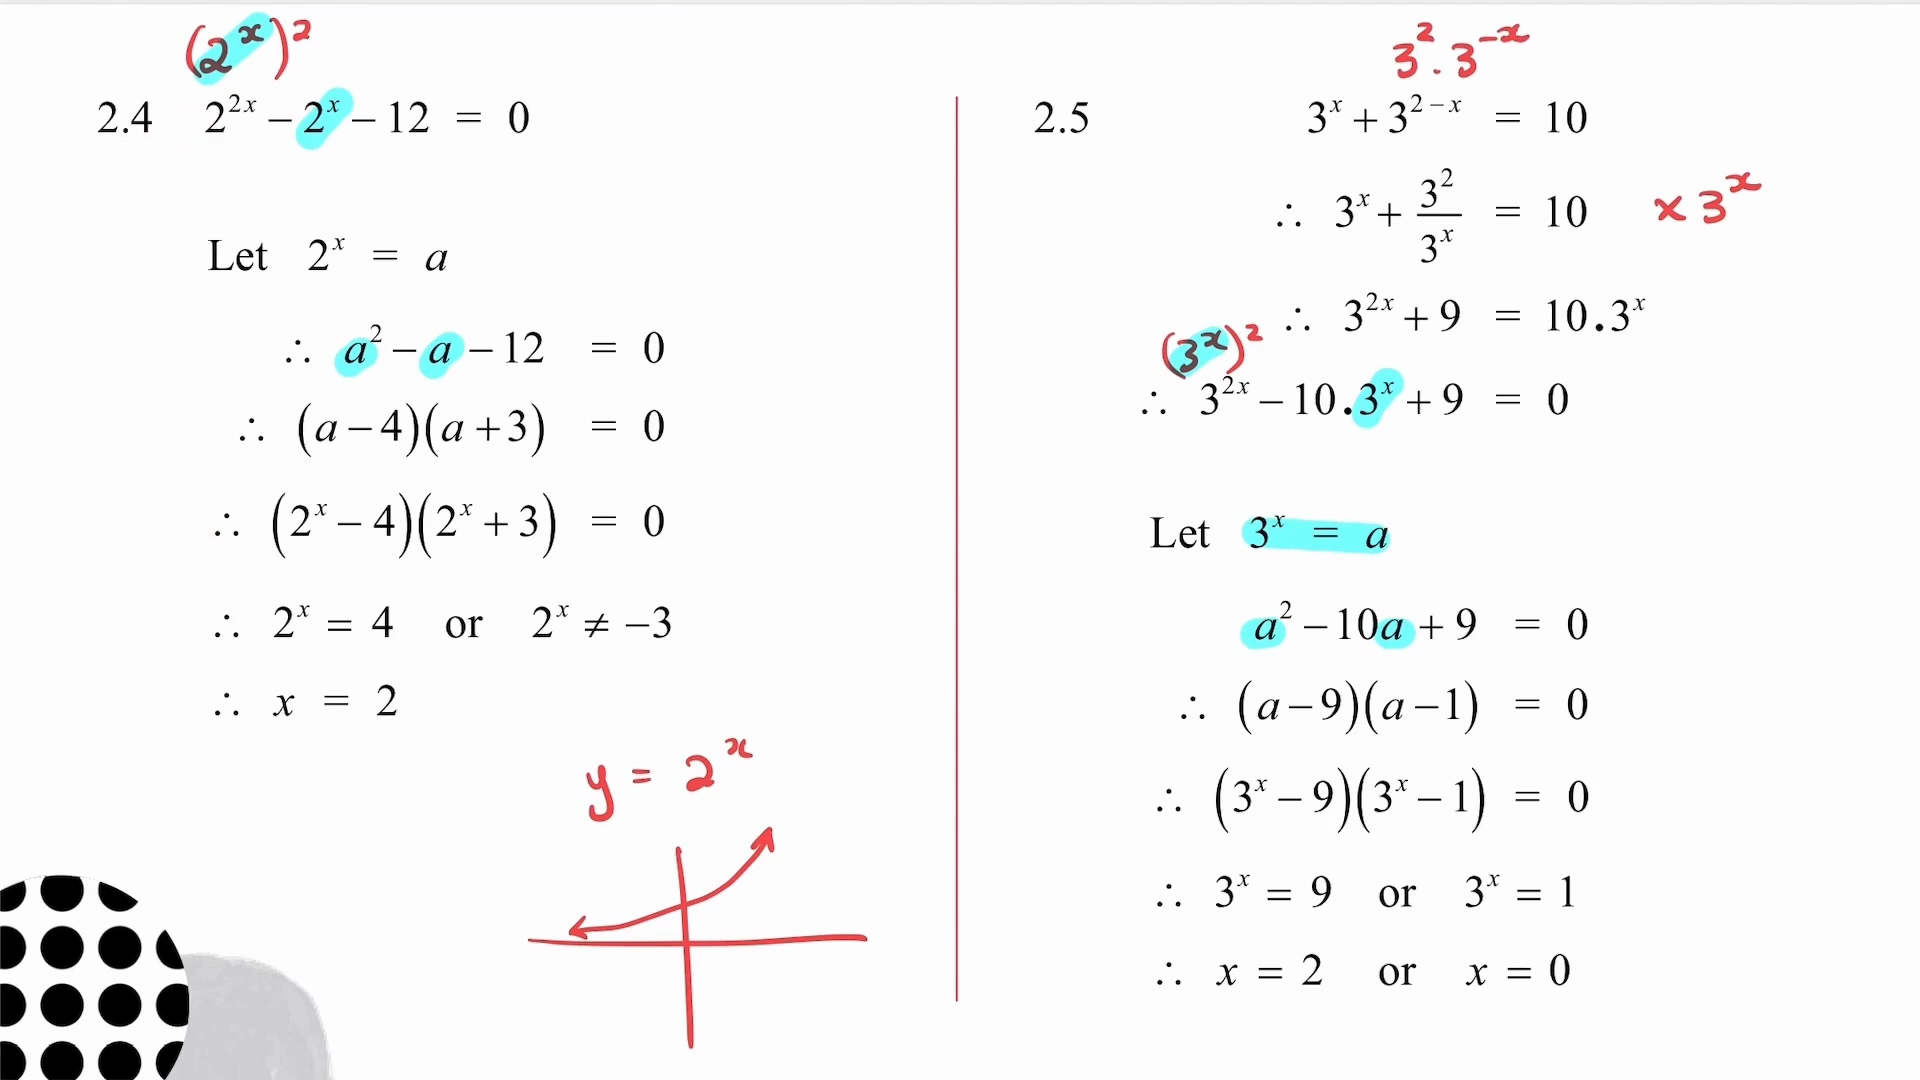 (2^x)^2
2.4 2^{2x} − 2^x − 12 = 0
Let 2^x = a
∴ a^2 − a − 12 = 0
∴ (a − 4)(a + 3) = 0
∴ (2^x − 4)(2^x + 3) = 0
∴ 2^x = 4 or 2^x ≠ −3
∴ x = 2
y = 2^x
3^2 . 3^{−x}
2.5 3^x + 3^{2−x} = 10
∴ 3^x + \frac{3^2}{3^x} = 10 × 3^x
∴ 3^{2x} + 9 = 10.3^x
(3^x)^2
∴ 3^{2x} − 10.3^x + 9 = 0
Let 3^x = a
a^2 − 10a + 9 = 0
∴ (a − 9)(a − 1) = 0
∴ (3^x − 9)(3^x − 1) = 0
∴ 3^x = 9 or 3^x = 1
∴ x = 2 or x = 0